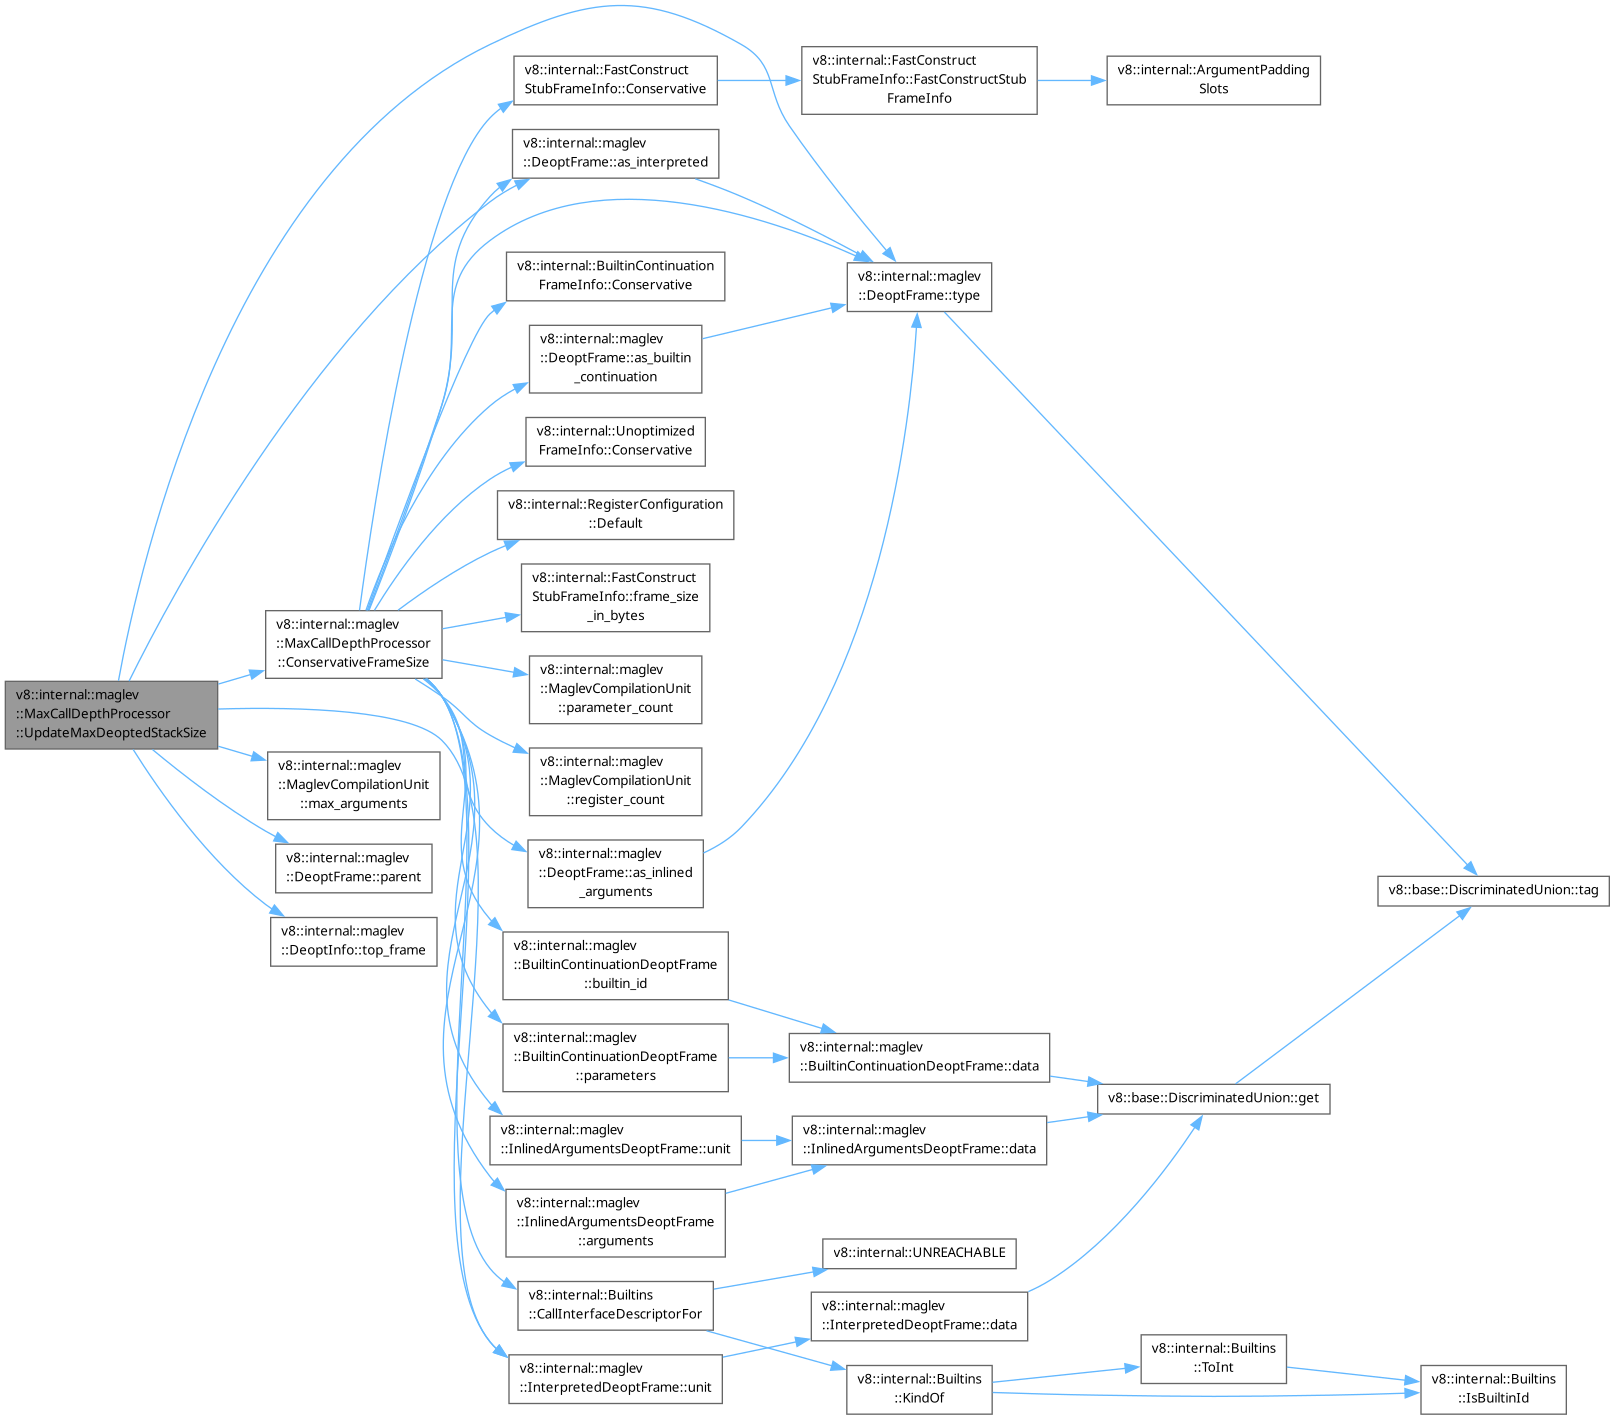 v8::internal::maglev
::MaxCallDepthProcessor
::UpdateMaxDeoptedStackSize
v8::internal::maglev
::MaxCallDepthProcessor
::ConservativeFrameSize
v8::internal::maglev
::MaglevCompilationUnit
::max_arguments
v8::internal::maglev
::DeoptFrame::parent
v8::internal::maglev
::DeoptInfo::top_frame
v8::internal::FastConstruct
StubFrameInfo::Conservative
v8::internal::maglev
::DeoptFrame::as_interpreted
v8::internal::BuiltinContinuation
FrameInfo::Conservative
v8::internal::maglev
::DeoptFrame::as_builtin
_continuation
v8::internal::Unoptimized
FrameInfo::Conservative
v8::internal::RegisterConfiguration
::Default
v8::internal::FastConstruct
StubFrameInfo::frame_size
_in_bytes
v8::internal::maglev
::MaglevCompilationUnit
::parameter_count
v8::internal::maglev
::MaglevCompilationUnit
::register_count
v8::internal::maglev
::DeoptFrame::as_inlined
_arguments
v8::internal::maglev
::BuiltinContinuationDeoptFrame
::builtin_id
v8::internal::maglev
::BuiltinContinuationDeoptFrame
::parameters
v8::internal::maglev
::InlinedArgumentsDeoptFrame::unit
v8::internal::maglev
::InlinedArgumentsDeoptFrame
::arguments
v8::internal::Builtins
::CallInterfaceDescriptorFor
v8::internal::maglev
::InterpretedDeoptFrame::unit
v8::internal::FastConstruct
StubFrameInfo::FastConstructStub
FrameInfo
v8::internal::maglev
::DeoptFrame::type
v8::internal::maglev
::BuiltinContinuationDeoptFrame::data
v8::internal::maglev
::InlinedArgumentsDeoptFrame::data
v8::internal::UNREACHABLE
v8::internal::maglev
::InterpretedDeoptFrame::data
v8::internal::Builtins
::KindOf
v8::internal::ArgumentPadding
Slots
v8::base::DiscriminatedUnion::get
v8::internal::Builtins
::ToInt
v8::base::DiscriminatedUnion::tag
v8::internal::Builtins
::IsBuiltinId